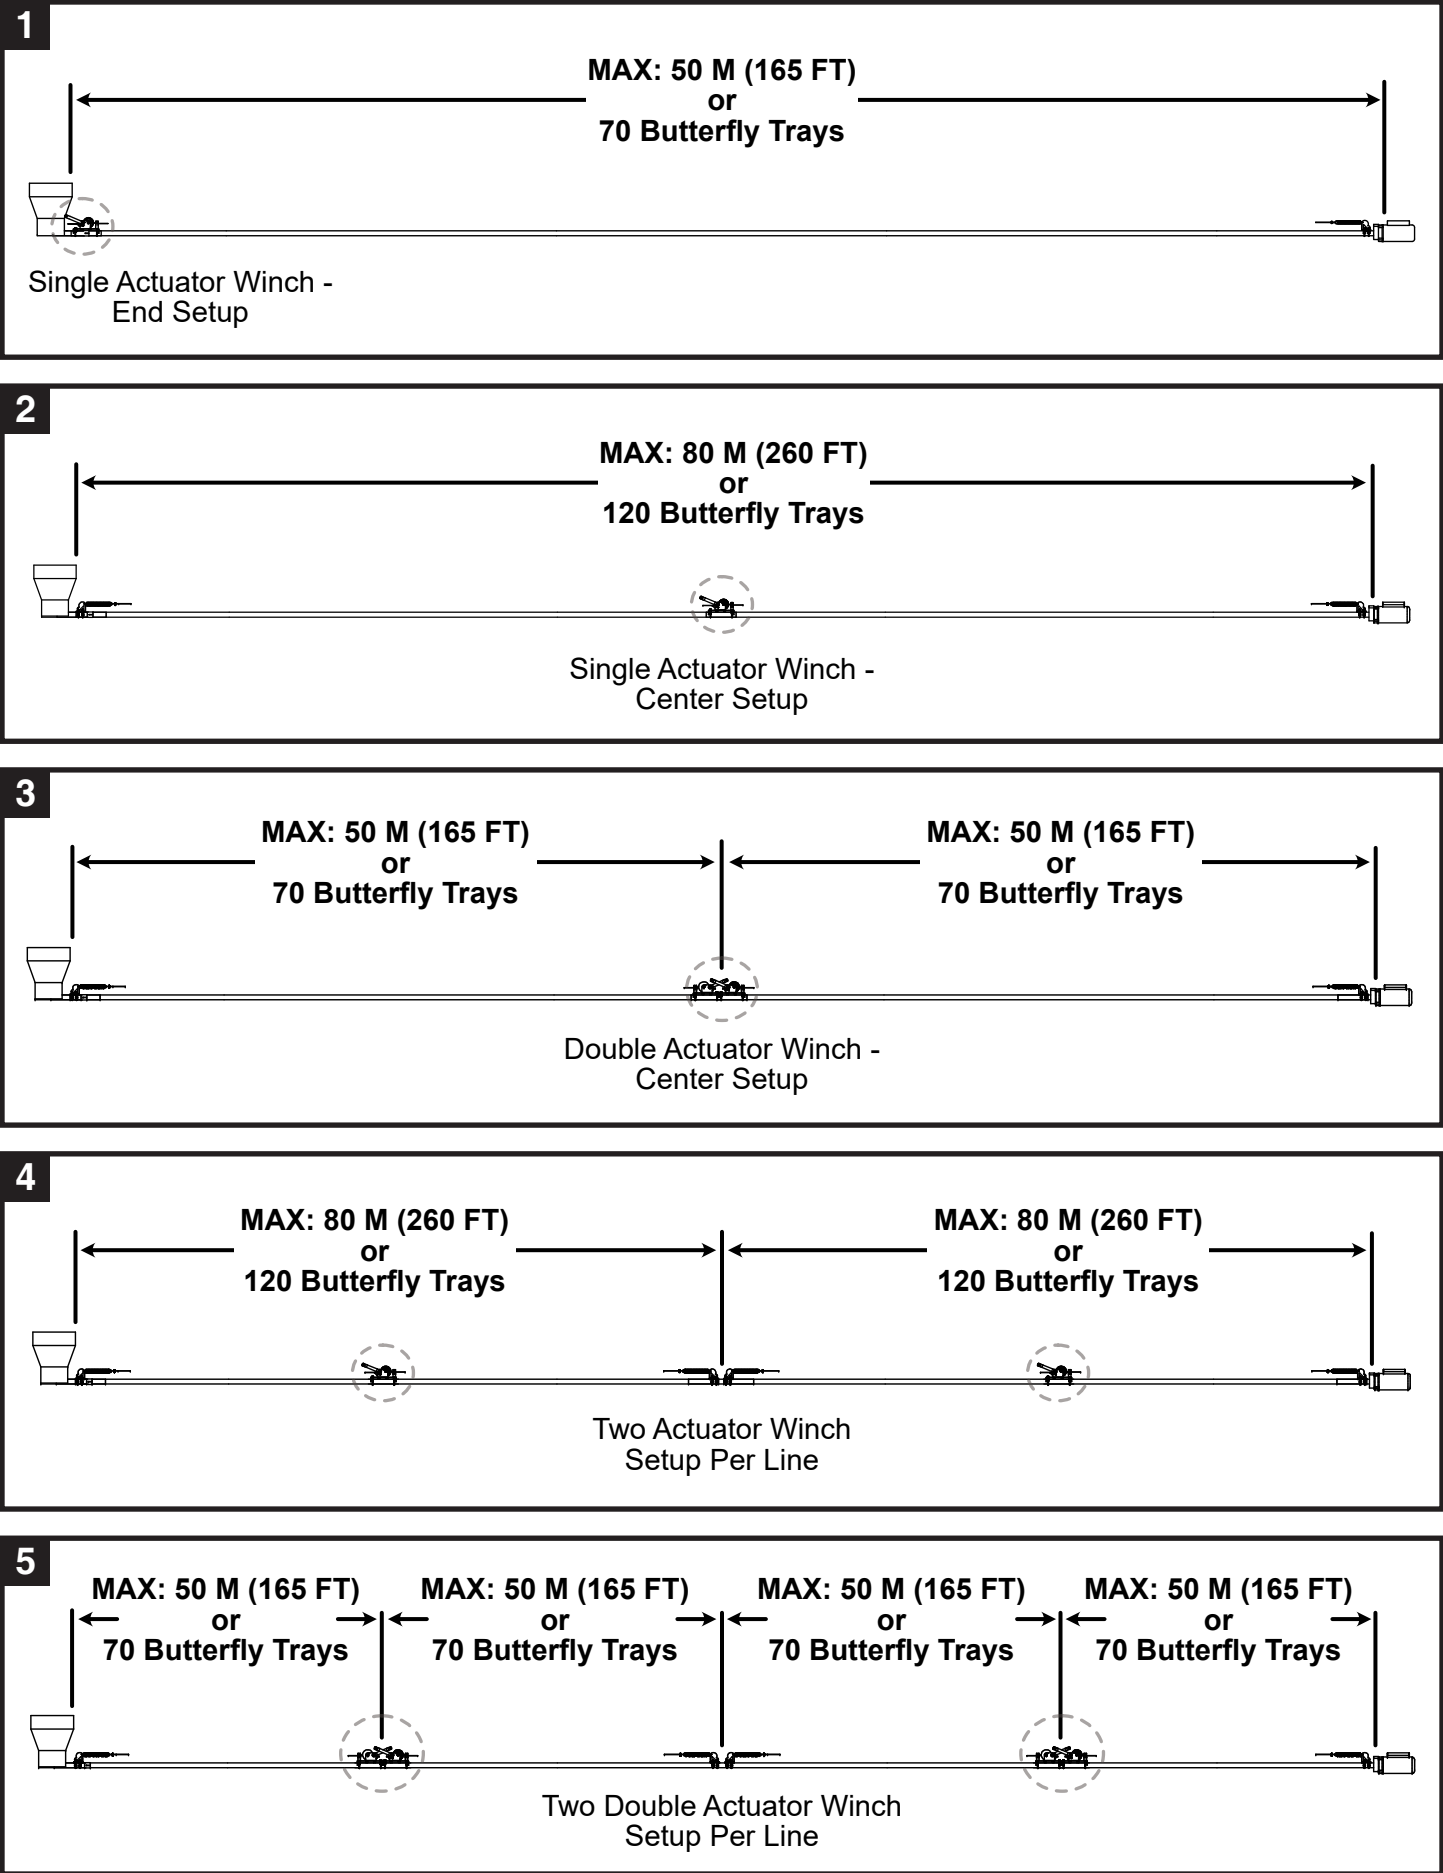 1
MAX: 50 M (165 FT)
or
70 Butterfly Trays
Single Actuator Winch -
End Setup
2
MAX: 80 M (260 FT)
or
120 Butterfly Trays
Single Actuator Winch -
Center Setup
3
MAX: 50 M (165 FT)
or
70 Butterfly Trays
MAX: 50 M (165 FT)
or
70 Butterfly Trays
Double Actuator Winch -
Center Setup
4
MAX: 80 M (260 FT)
or
120 Butterfly Trays
MAX: 80 M (260 FT)
or
120 Butterfly Trays
Two Actuator Winch
Setup Per Line
5
MAX: 50 M (165 FT)
or
70 Butterfly Trays
MAX: 50 M (165 FT)
or
70 Butterfly Trays
MAX: 50 M (165 FT)
or
70 Butterfly Trays
MAX: 50 M (165 FT)
or
70 Butterfly Trays
Two Double Actuator Winch
Setup Per Line